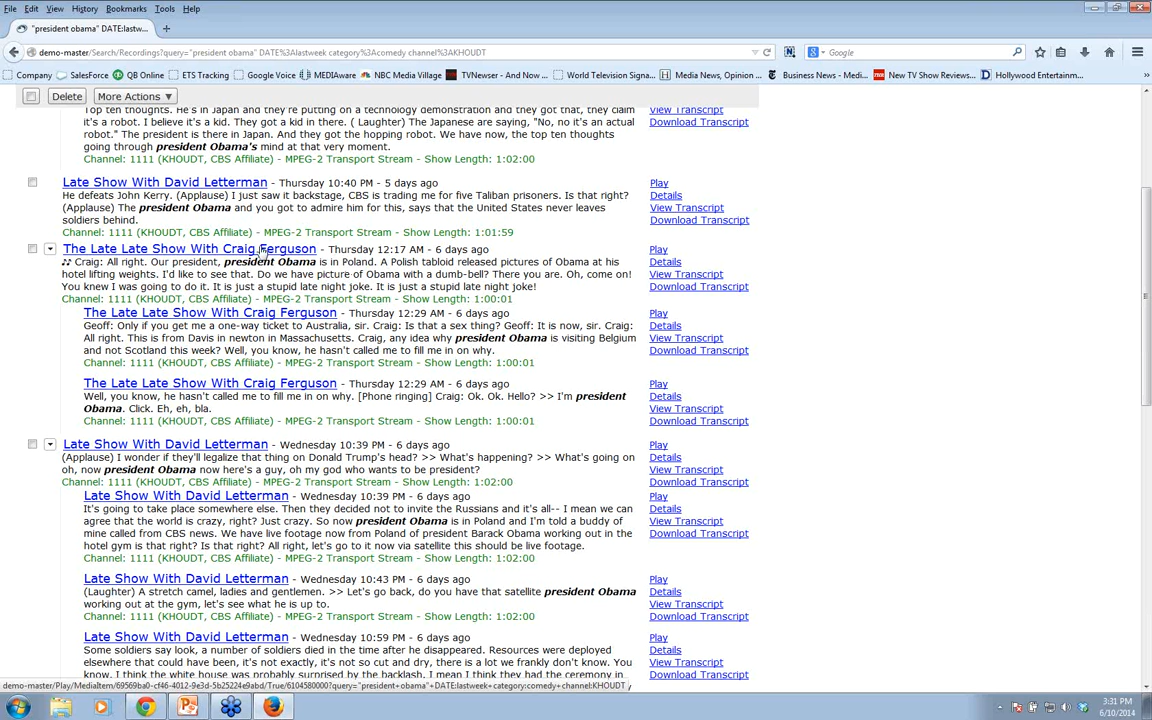 File Edit View History Bookmarks Tools Help
"president obama" DATE:lastw...
demo-master/Search/Recordings?query="president obama" DATE%3Alastweek category%3Acomedy channel%3AKHOUDT
Google
Company SalesForce QB Online ETS Tracking Google Voice MEDIAware NBC Media Village TVNewser - And Now ... World Television Signa... Media News, Opinion ... Business News - Medi... New TV Show Reviews... Hollywood Entertainm...
Delete More Actions ▼
Top ten thoughts. He's in Japan and they're putting on a technology demonstration and they got that, they claim View Transcript
it's a robot. I believe it's a kid. They got a kid in there. ( Laughter) The Japanese are saying, "No, no it's an actual Download Transcript
robot." The president is there in Japan. And they got the hopping robot. We have now, the top ten thoughts
going through president Obama's mind at that very moment.
Channel: 1111 (KHOUDT, CBS Affiliate) - MPEG-2 Transport Stream - Show Length: 1:02:00
Late Show With David Letterman - Thursday 10:40 PM - 5 days ago Play
He defeats John Kerry. (Applause) I just saw it backstage, CBS is trading me for five Taliban prisoners. Is that right? Details
(Applause) The president Obama and you got to admire him for this, says that the United States never leaves View Transcript
soldiers behind. Download Transcript
Channel: 1111 (KHOUDT, CBS Affiliate) - MPEG-2 Transport Stream - Show Length: 1:01:59
The Late Late Show With Craig Ferguson - Thursday 12:17 AM - 6 days ago Play
♪♪ Craig: All right. Our president, president Obama is in Poland. A Polish tabloid released pictures of Obama at his Details
hotel lifting weights. I'd like to see that. Do we have picture of Obama with a dumb-bell? There you are. Oh, come on! View Transcript
You knew I was going to do it. It is just a stupid late night joke. It is just a stupid late night joke! Download Transcript
Channel: 1111 (KHOUDT, CBS Affiliate) - MPEG-2 Transport Stream - Show Length: 1:00:01
The Late Late Show With Craig Ferguson - Thursday 12:29 AM - 6 days ago Play
Geoff: Only if you get me a one-way ticket to Australia, sir. Craig: Is that a sex thing? Geoff: It is now, sir. Craig: Details
All right. This is from Davis in newton in Massachusetts. Craig, any idea why president Obama is visiting Belgium View Transcript
and not Scotland this week? Well, you know, he hasn't called me to fill me in on why. Download Transcript
Channel: 1111 (KHOUDT, CBS Affiliate) - MPEG-2 Transport Stream - Show Length: 1:00:01
The Late Late Show With Craig Ferguson - Thursday 12:29 AM - 6 days ago Play
Well, you know, he hasn't called me to fill me in on why. [Phone ringing] Craig: Ok. Ok. Hello? >> I'm president Details
Obama. Click. Eh, eh, bla. View Transcript
Channel: 1111 (KHOUDT, CBS Affiliate) - MPEG-2 Transport Stream - Show Length: 1:00:01 Download Transcript
Late Show With David Letterman - Wednesday 10:39 PM - 6 days ago Play
(Applause) I wonder if they'll legalize that thing on Donald Trump's head? >> What's happening? >> What's going on Details
oh, now president Obama now here's a guy, oh my god who wants to be president? View Transcript
Channel: 1111 (KHOUDT, CBS Affiliate) - MPEG-2 Transport Stream - Show Length: 1:02:00 Download Transcript
Late Show With David Letterman - Wednesday 10:39 PM - 6 days ago Play
It's going to take place somewhere else. Then they decided not to invite the Russians and it's all-- I mean we can Details
agree that the world is crazy, right? Just crazy. So now president Obama is in Poland and I'm told a buddy of View Transcript
mine called from CBS news. We have live footage now from Poland of president Barack Obama working out in the Download Transcript
hotel gym is that right? Is that right? All right, let's go to it now via satellite this should be live footage.
Channel: 1111 (KHOUDT, CBS Affiliate) - MPEG-2 Transport Stream - Show Length: 1:02:00
Late Show With David Letterman - Wednesday 10:43 PM - 6 days ago Play
(Laughter) A stretch camel, ladies and gentlemen. >> Let's go back, do you have that satellite president Obama Details
working out at the gym, let's see what he is up to. View Transcript
Channel: 1111 (KHOUDT, CBS Affiliate) - MPEG-2 Transport Stream - Show Length: 1:02:00 Download Transcript
Late Show With David Letterman - Wednesday 10:59 PM - 6 days ago Play
Some soldiers say look, a number of soldiers died in the time after he disappeared. Resources were deployed Details
elsewhere that could have been, it's not exactly, it's not so cut and dry, there is a lot we frankly don't know. You View Transcript
know, I think the white house was probably surprised by the backlash, I mean I think they had the ceremony in Download Transcript
demo-master/Play/MediaItem/69569ba0-cf46-4012-9e3d-5b25224e9abd/True/6104580000?query="president+obama"+DATE:lastweek+category:comedy+channel:KHOUDT
3:31 PM
6/10/2014